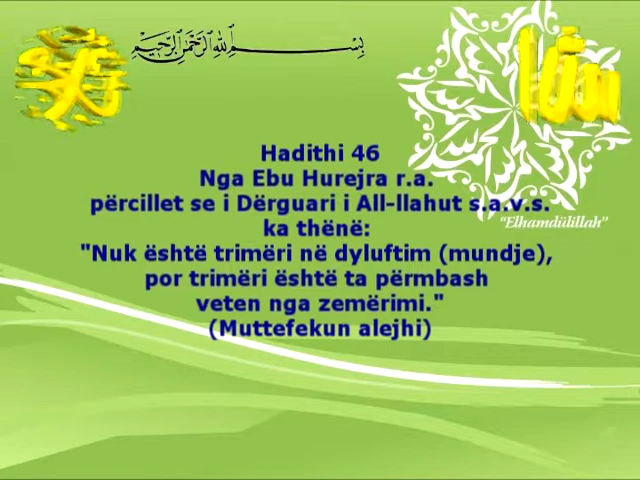 بسم الله الرحمن الرحيم
الله
Hadithi 46
Nga Ebu Hurejra r.a.
përcillet se i Dërguari i All-llahut s.a.v.s.
ka thënë:
"Nuk është trimëri në dyluftim (mundje),
por trimëri është ta përmbash
veten nga zemërimi."
(Muttefekun alejhi)
"Elhamdülillah"